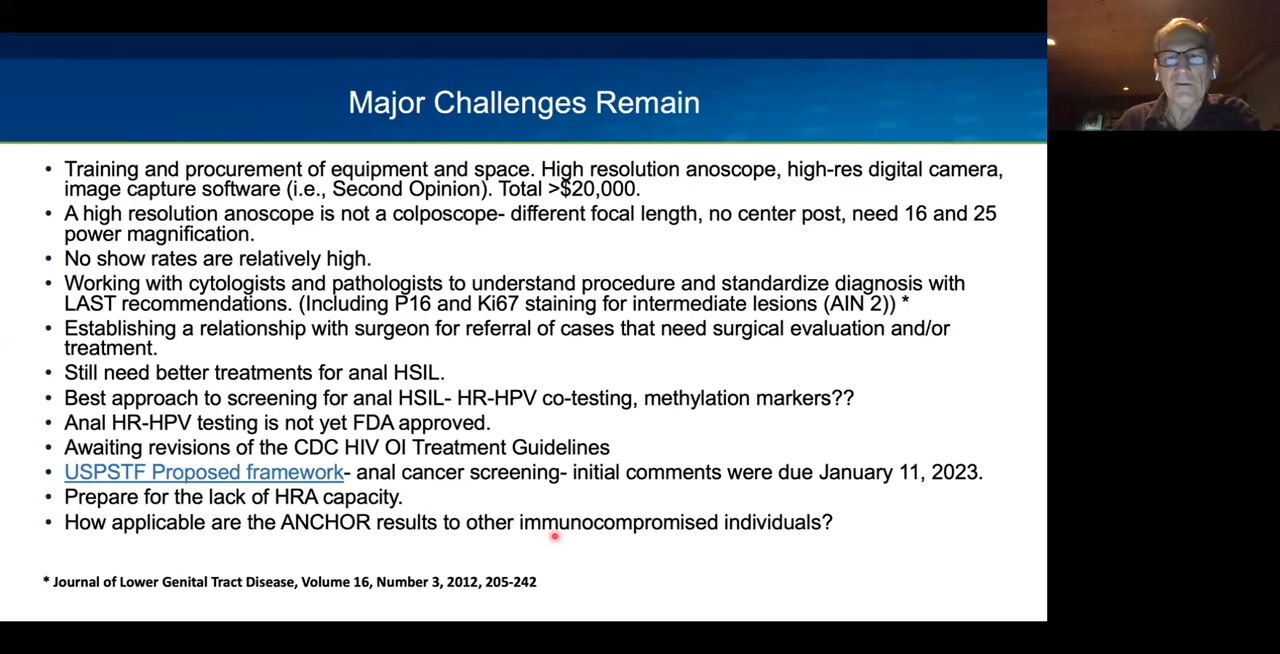 Major Challenges Remain
• Training and procurement of equipment and space. High resolution anoscope, high-res digital camera,
image capture software (i.e., Second Opinion). Total >$20,000.
• A high resolution anoscope is not a colposcope- different focal length, no center post, need 16 and 25
power magnification.
• No show rates are relatively high.
• Working with cytologists and pathologists to understand procedure and standardize diagnosis with
LAST recommendations. (Including P16 and Ki67 staining for intermediate lesions (AIN 2)) *
• Establishing a relationship with surgeon for referral of cases that need surgical evaluation and/or
treatment.
• Still need better treatments for anal HSIL.
• Best approach to screening for anal HSIL- HR-HPV co-testing, methylation markers??
• Anal HR-HPV testing is not yet FDA approved.
• Awaiting revisions of the CDC HIV OI Treatment Guidelines
• USPSTF Proposed framework- anal cancer screening- initial comments were due January 11, 2023.
• Prepare for the lack of HRA capacity.
• How applicable are the ANCHOR results to other immunocompromised individuals?
* Journal of Lower Genital Tract Disease, Volume 16, Number 3, 2012, 205-242